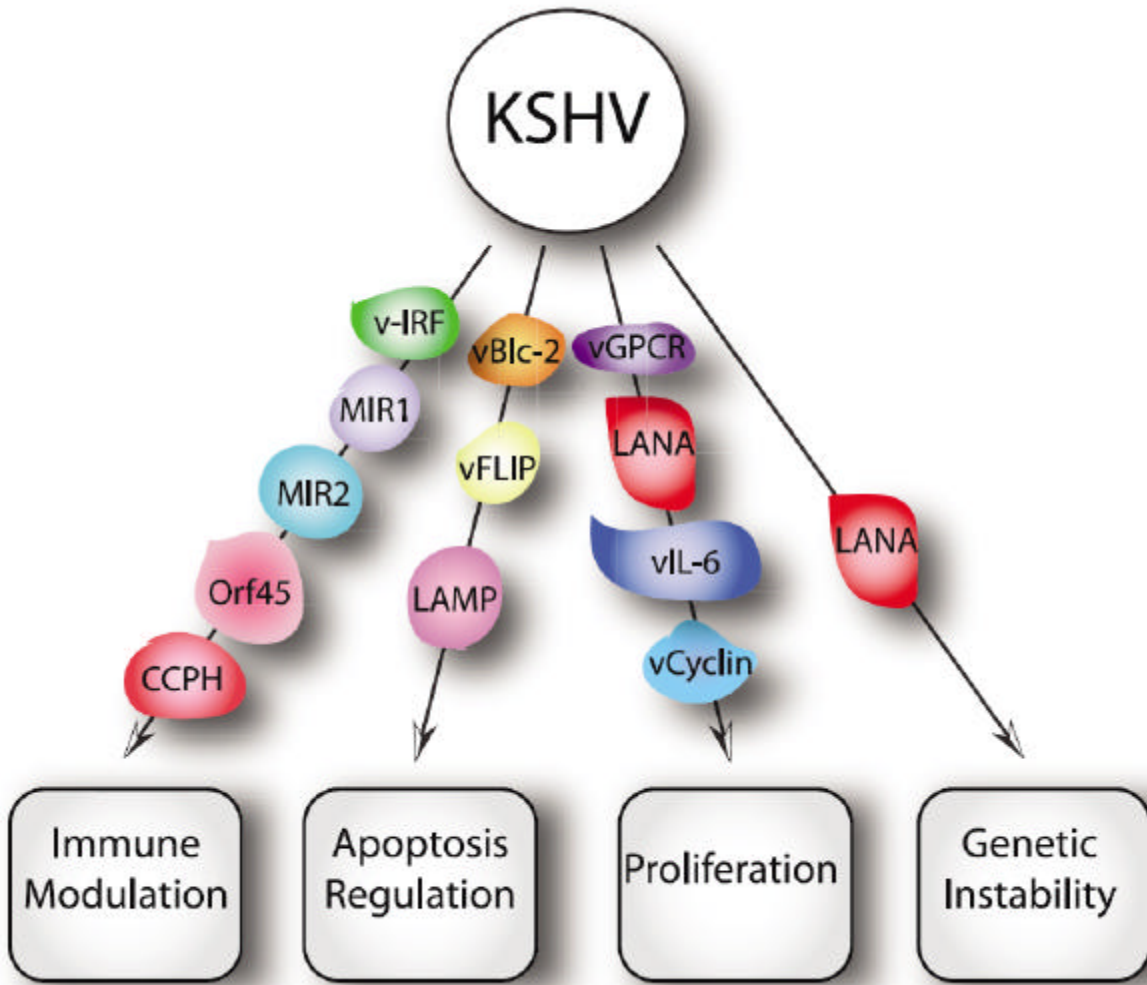 KSHV
v-IRF
MIR1
MIR2
Orf45
CCPH
vBlc-2
vFLIP
LAMP
vGPCR
LANA
vIL-6
vCyclin
LANA
Immune
Modulation
Apoptosis
Regulation
Proliferation
Genetic
Instability